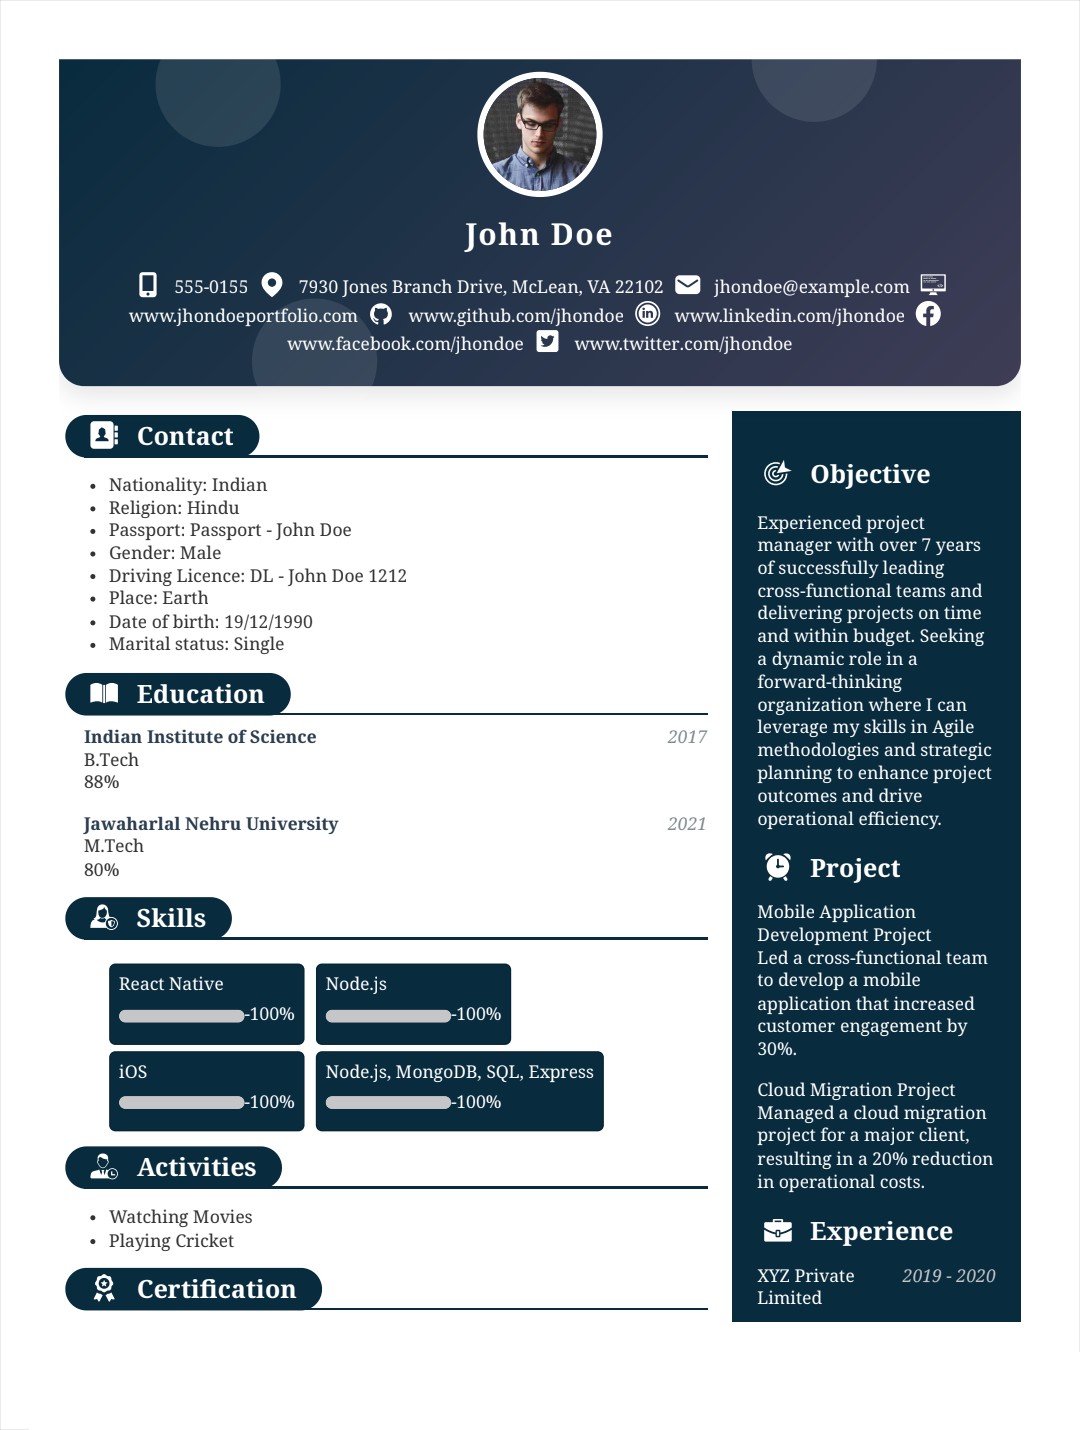 John Doe
555-0155 7930 Jones Branch Drive, McLean, VA 22102 jhondoe@example.com
www.jhondoeportfolio.com www.github.com/jhondoe www.linkedin.com/jhondoe
www.facebook.com/jhondoe www.twitter.com/jhondoe
Contact
• Nationality: Indian
• Religion: Hindu
• Passport: Passport - John Doe
• Gender: Male
• Driving Licence: DL - John Doe 1212
• Place: Earth
• Date of birth: 19/12/1990
• Marital status: Single
Education
Indian Institute of Science 2017
B.Tech
88%
Jawaharlal Nehru University 2021
M.Tech
80%
Skills
React Native
-100%
Node.js
-100%
iOS
-100%
Node.js, MongoDB, SQL, Express
-100%
Activities
• Watching Movies
• Playing Cricket
Certification
Objective
Experienced project
manager with over 7 years
of successfully leading
cross-functional teams and
delivering projects on time
and within budget. Seeking
a dynamic role in a
forward-thinking
organization where I can
leverage my skills in Agile
methodologies and strategic
planning to enhance project
outcomes and drive
operational efficiency.
Project
Mobile Application
Development Project
Led a cross-functional team
to develop a mobile
application that increased
customer engagement by
30%.
Cloud Migration Project
Managed a cloud migration
project for a major client,
resulting in a 20% reduction
in operational costs.
Experience
XYZ Private 2019 - 2020
Limited